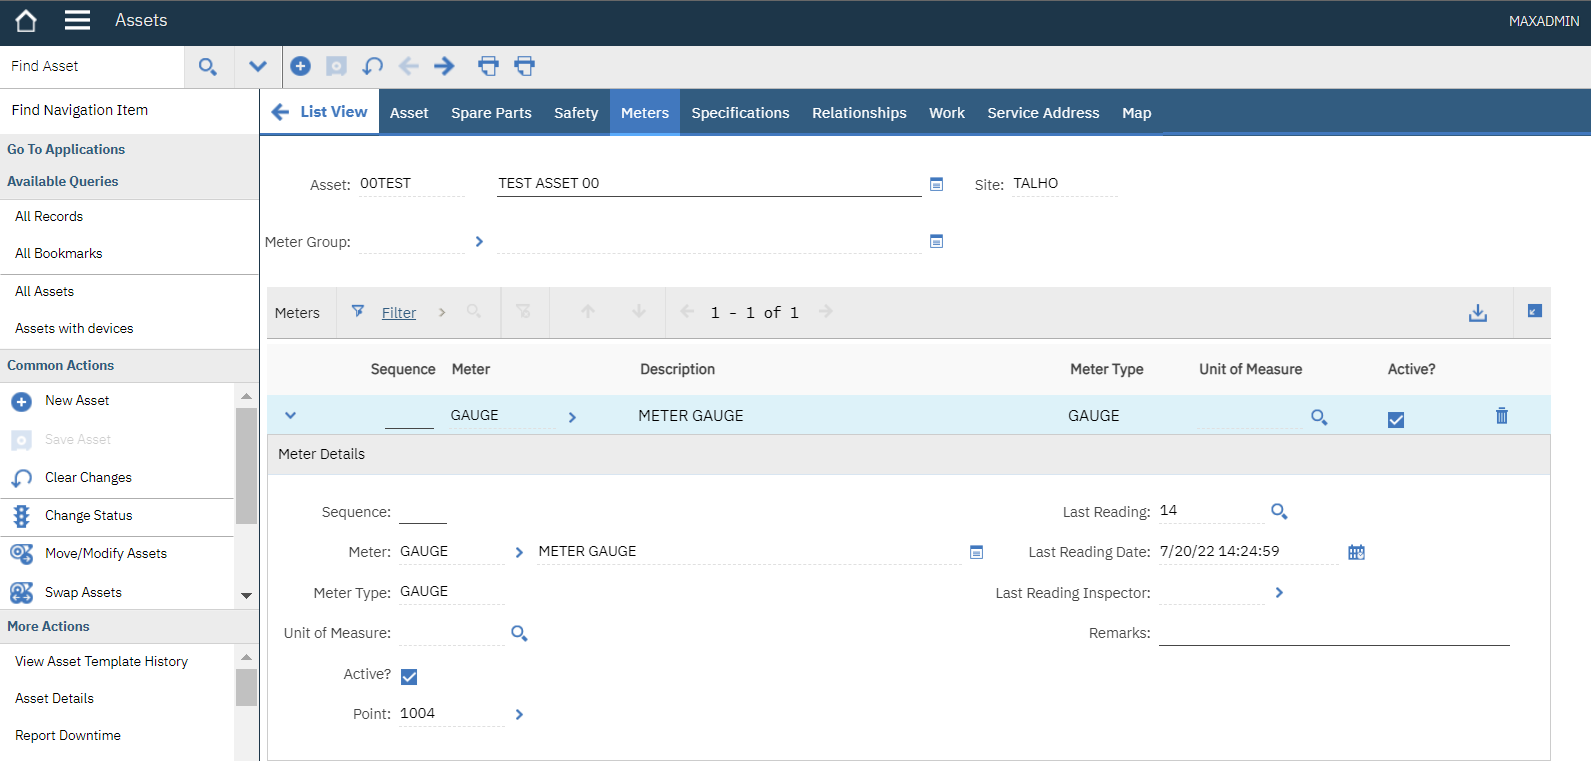 Assets
MAXADMIN
Find Asset
Find Navigation Item
Go To Applications
Available Queries
All Records
All Bookmarks
All Assets
Assets with devices
Common Actions
New Asset
Save Asset
Clear Changes
Change Status
Move/Modify Assets
Swap Assets
More Actions
View Asset Template History
Asset Details
Report Downtime
List View Asset Spare Parts Safety Meters Specifications Relationships Work Service Address Map
Asset: 00TEST TEST ASSET 00 Site: TALHO
Meter Group:
Meters Filter 1 - 1 of 1
Sequence Meter Description Meter Type Unit of Measure Active?
GAUGE METER GAUGE GAUGE
Meter Details
Sequence: Last Reading: 14
Meter: GAUGE METER GAUGE Last Reading Date: 7/20/22 14:24:59
Meter Type: GAUGE Last Reading Inspector:
Unit of Measure: Remarks:
Active?
Point: 1004